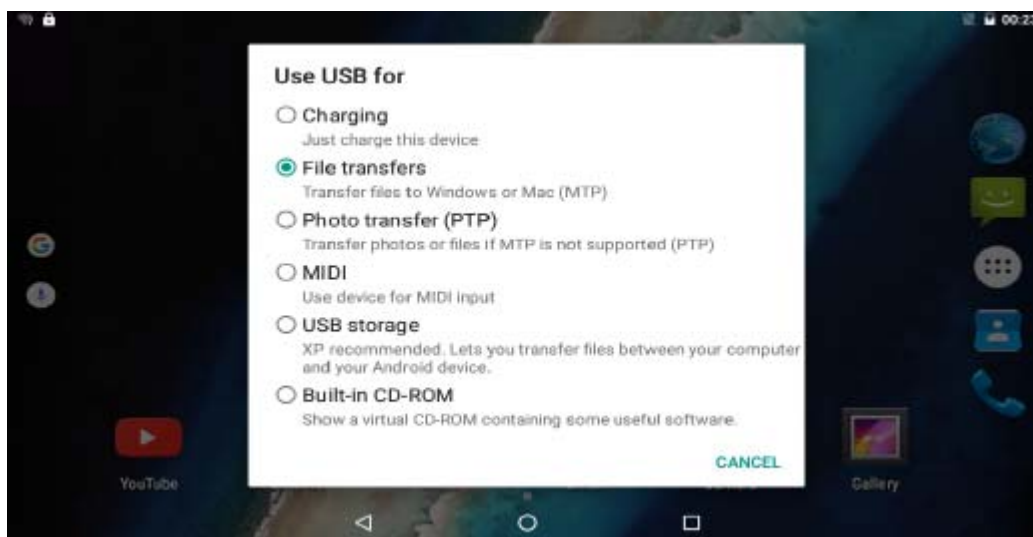 00:23
Use USB for
Charging
Just charge this device
File transfers
Transfer files to Windows or Mac (MTP)
Photo transfer (PTP)
Transfer photos or files if MTP is not supported (PTP)
MIDI
Use device for MIDI input
USB storage
XP recommended. Lets you transfer files between your computer
and your Android device.
Built-in CD-ROM
Show a virtual CD-ROM containing some useful software.
CANCEL
YouTube
Gallery